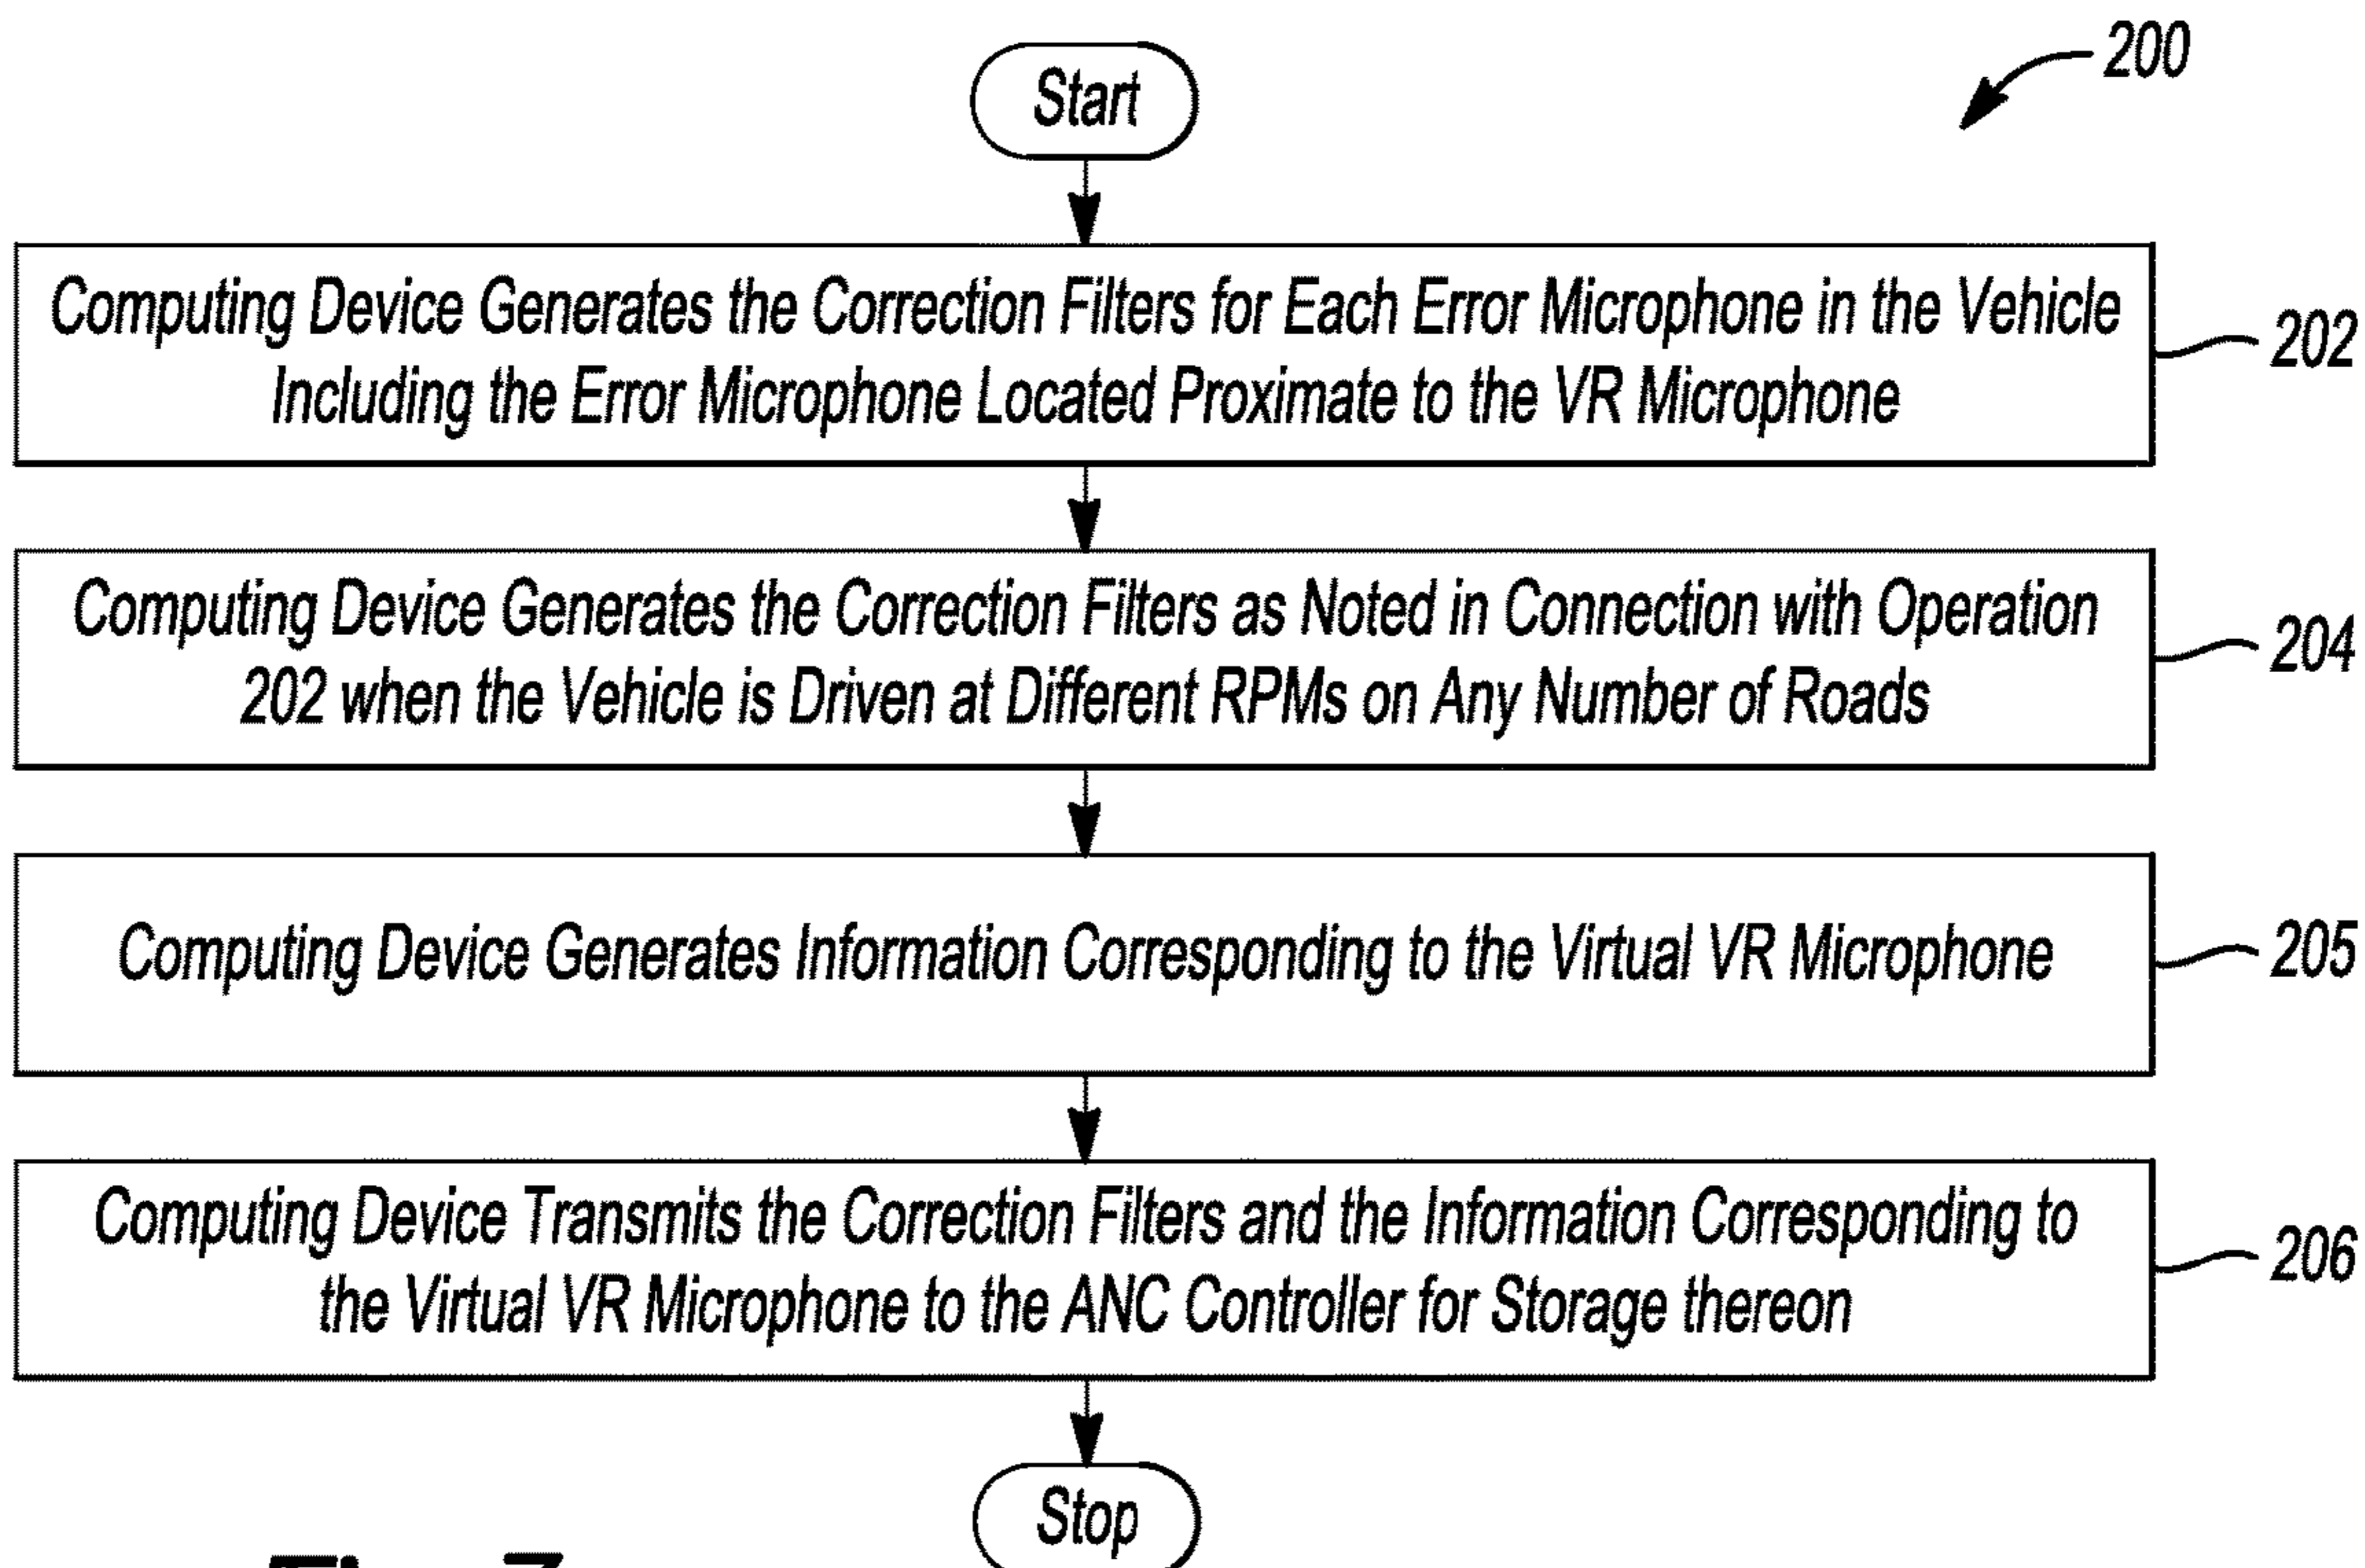 200
Start
Computing Device Generates the Correction Filters for Each Error Microphone in the Vehicle
Including the Error Microphone Located Proximate to the VR Microphone
202
Computing Device Generates the Correction Filters as Noted in Connection with Operation
202 when the Vehicle is Driven at Different RPMs on Any Number of Roads
204
Computing Device Generates Information Corresponding to the Virtual VR Microphone
205
Computing Device Transmits the Correction Filters and the Information Corresponding to
the Virtual VR Microphone to the ANC Controller for Storage thereon
206
Stop